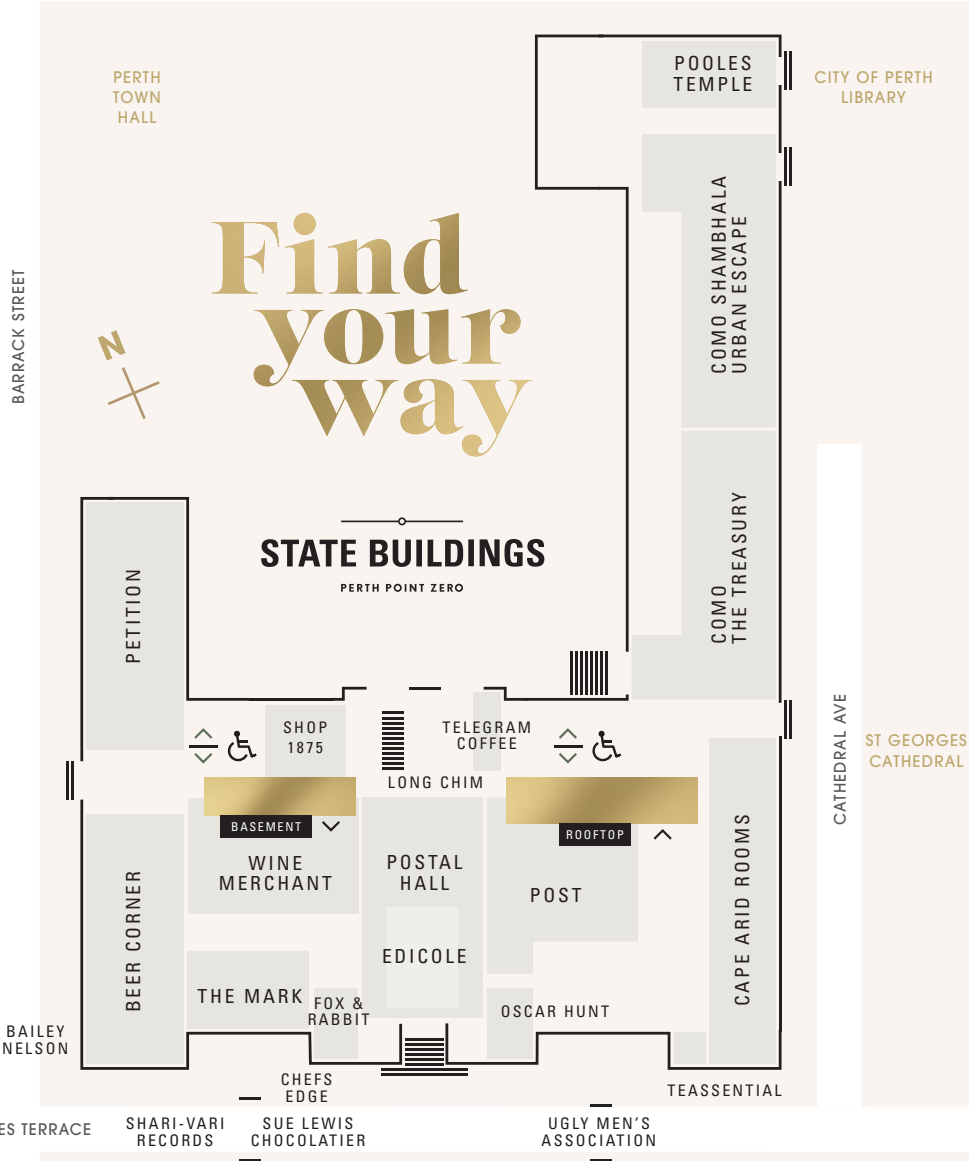 PERTH
TOWN
HALL
POOLES
TEMPLE
CITY OF PERTH
LIBRARY
BARRACK STREET
N
Find
your
way
COMO SHAMBHALA
URBAN ESCAPE
STATE BUILDINGS
PERTH POINT ZERO
PETITION
COMO
THE TREASURY
SHOP
1875
TELEGRAM
COFFEE
LONG CHIM
CATHEDRAL AVE
ST GEORGES
CATHEDRAL
BASEMENT
ROOFTOP
WINE
MERCHANT
POSTAL
HALL
POST
BEER CORNER
CAPE ARID ROOMS
EDICOLE
THE MARK
FOX &
RABBIT
OSCAR HUNT
BAILEY
NELSON
CHEFS
EDGE
TEASSENTIAL
ES TERRACE
SHARI-VARI
RECORDS
SUE LEWIS
CHOCOLATIER
UGLY MEN'S
ASSOCIATION